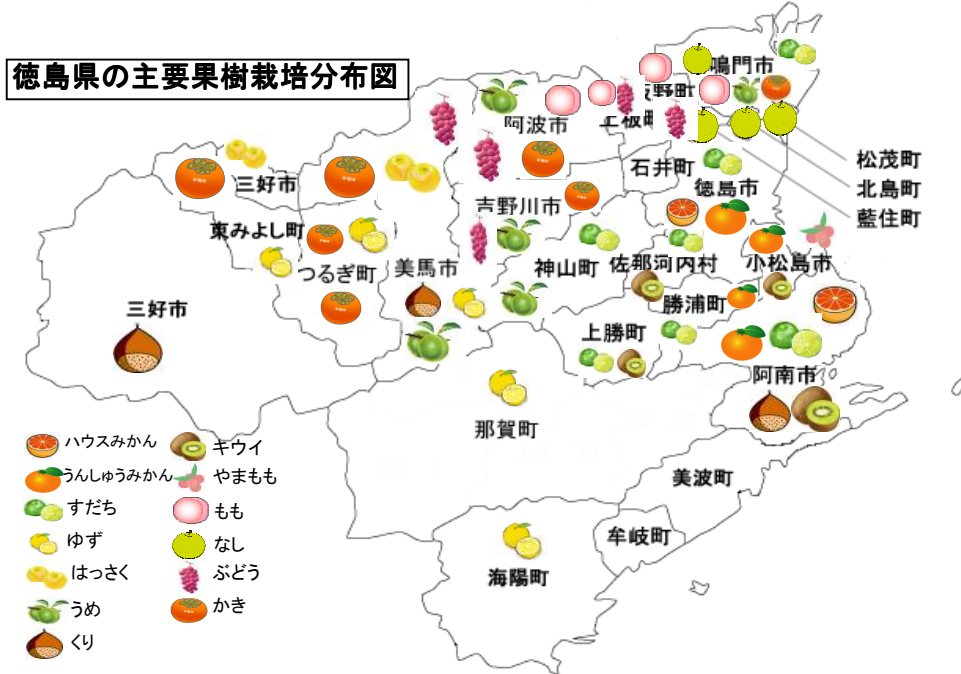 徳島県の主要果樹栽培分布図
鳴門市
板野町
阿波市
上板町
松茂町
石井町
北島町
三好市
徳島市
藍住町
吉野川市
東みよし町
つるぎ町
美馬市
神山町
佐那河内村
小松島市
三好市
勝浦町
上勝町
阿南市
那賀町
美波町
牟岐町
海陽町
ハウスみかん
うんしゅうみかん
すだち
ゆず
はっさく
うめ
くり
キウイ
やまもも
もも
なし
ぶどう
かき